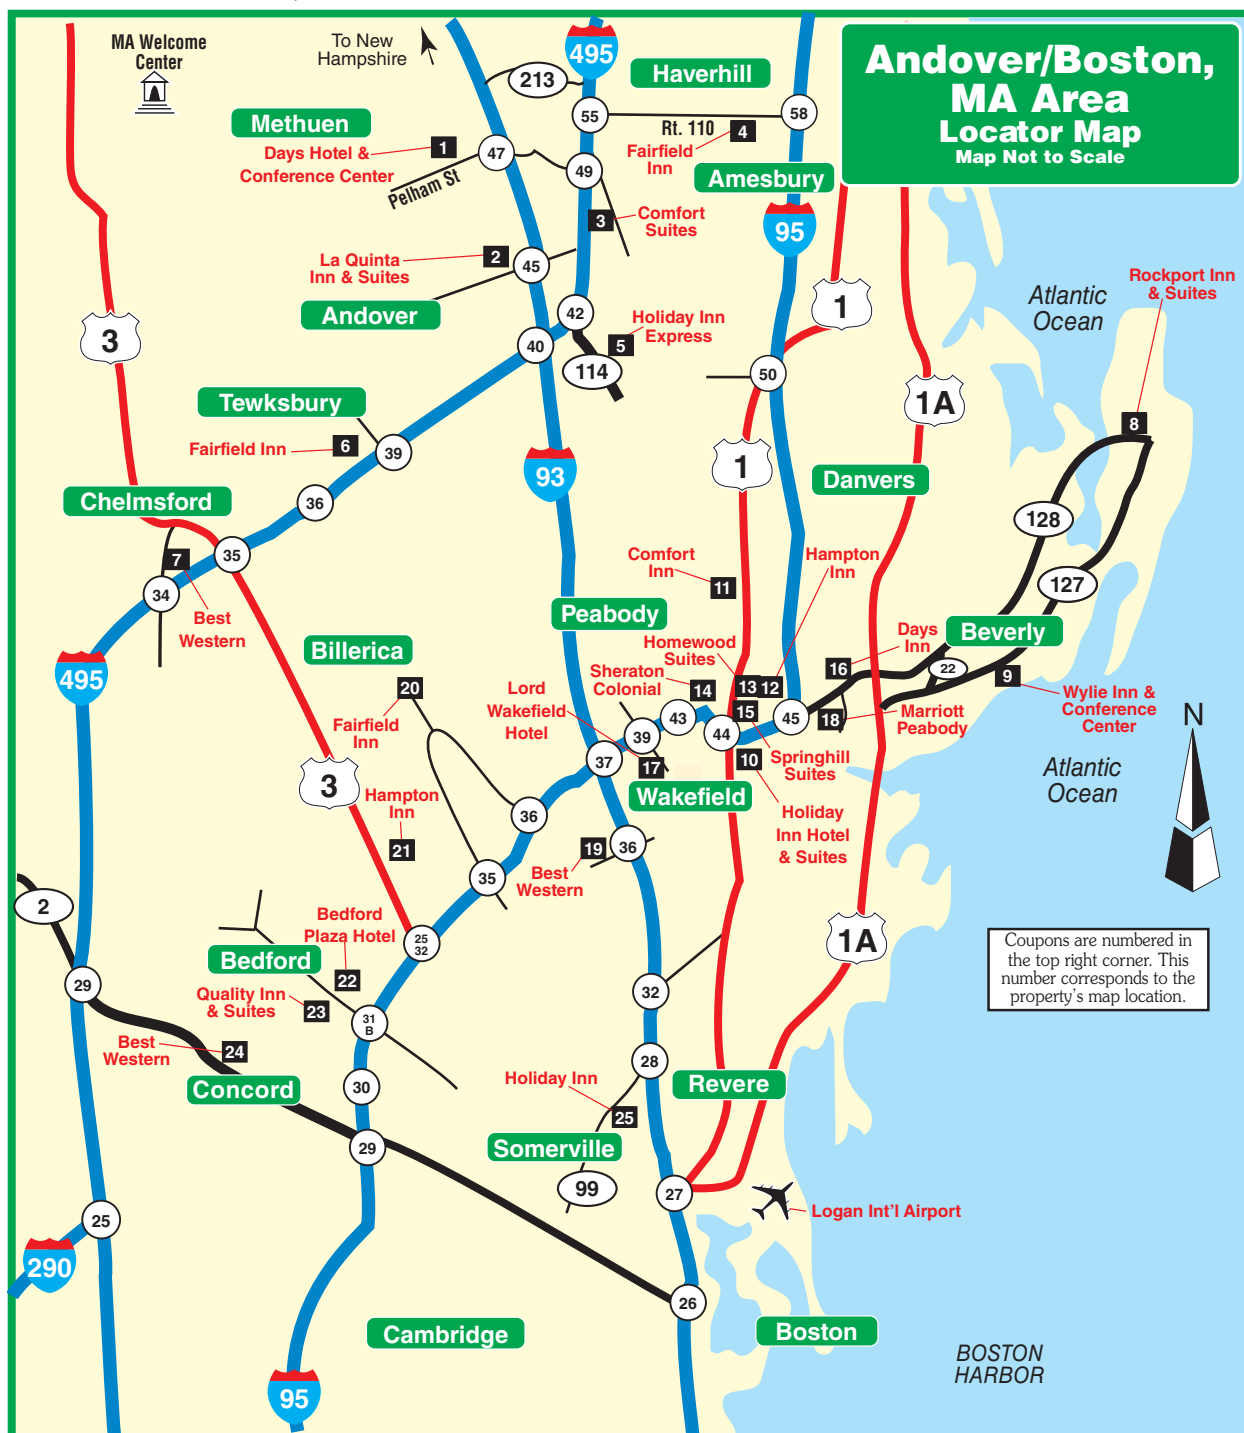 Andover/Boston,
MA Area
Locator Map
Map Not to Scale
MA Welcome
Center
To New
Hampshire
495
213
Haverhill
55
58
Rt. 110
4
Fairfield
Inn
Methuen
1
Days Hotel &
Conference Center
Pelham St
47
49
Amesbury
3
Comfort
Suites
95
2
La Quinta
Inn & Suites
45
Andover
42
1
Rockport Inn
& Suites
Atlantic
Ocean
Holiday Inn
Express
5
40
3
114
50
1A
Tewksbury
8
6
Fairfield Inn
39
1
93
Danvers
Chelmsford
36
128
7
35
Comfort
Inn
11
Hampton
Inn
34
127
Best
Western
Peabody
Billerica
Days
Inn
Beverly
Homewood
Suites
22
16
9
495
Sheraton
Colonial
14
13
12
20
Lord
Wakefield
Hotel
Wylie Inn &
Conference
Center
15
18
Marriott
Peabody
43
45
N
Fairfield
Inn
39
44
37
17
10
Springhill
Suites
Atlantic
Ocean
3
Wakefield
Hampton
Inn
36
Holiday
Inn Hotel
& Suites
21
19
36
Best
Western
35
2
Bedford
Plaza Hotel
25
32
1A
Coupons are numbered in
the top right corner. This
number corresponds to the
property's map location.
Bedford
22
29
32
Quality Inn
& Suites
23
31
B
Best
Western
24
28
Holiday Inn
Revere
Concord
30
25
29
Somerville
99
27
Logan Int'l Airport
25
290
26
Cambridge
Boston
BOSTON
HARBOR
95